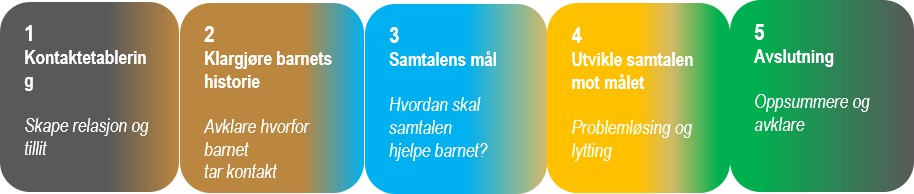 1
Kontaktetablerin
g
Skape relasjon og
tillit
2
Klargjøre barnets
historie
Avklare hvorfor
barnet
tar kontakt
3
Samtalens mål
Hvordan skal
samtalen
hjelpe barnet?
4
Utvikle samtalen
mot målet
Problemløsing og
lytting
5
Avslutning
Oppsummere og
avklare